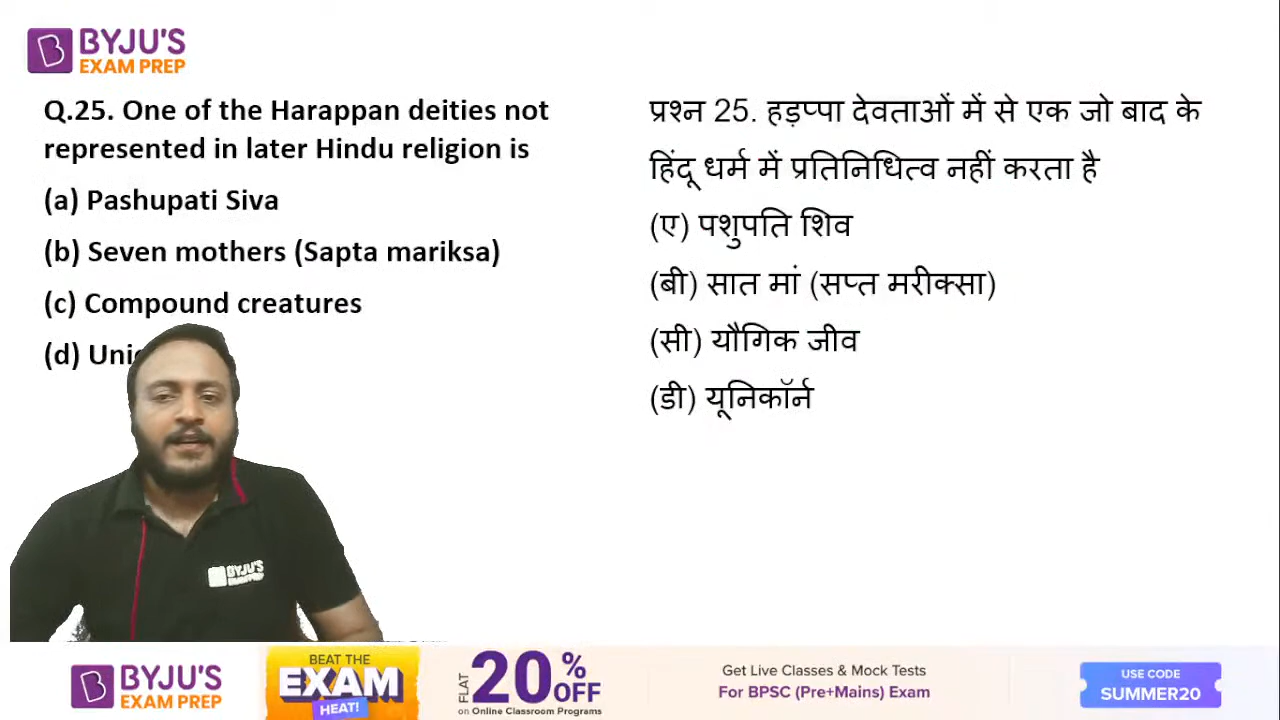 BYJU'S
EXAM PREP
Q.25. One of the Harappan deities not
represented in later Hindu religion is
(a) Pashupati Siva
(b) Seven mothers (Sapta mariksa)
(c) Compound creatures
(d)
प्रश्न 25. हड़प्पा देवताओं में से एक जो बाद के
हिंदू धर्म में प्रतिनिधित्व नहीं करता है
(ए) पशुपति शिव
(बी) सात मां (सप्त मरीक्सा)
(सी) यौगिक जीव
(डी) यूनिकॉर्न
BYJU'S
BYJU'S
EXAM PREP
BEAT THE
EXAM
HEAT!
FLAT 20% OFF
on Online Classroom Programs
Get Live Classes & Mock Tests
For BPSC (Pre+Mains) Exam
USE CODE
SUMMER20